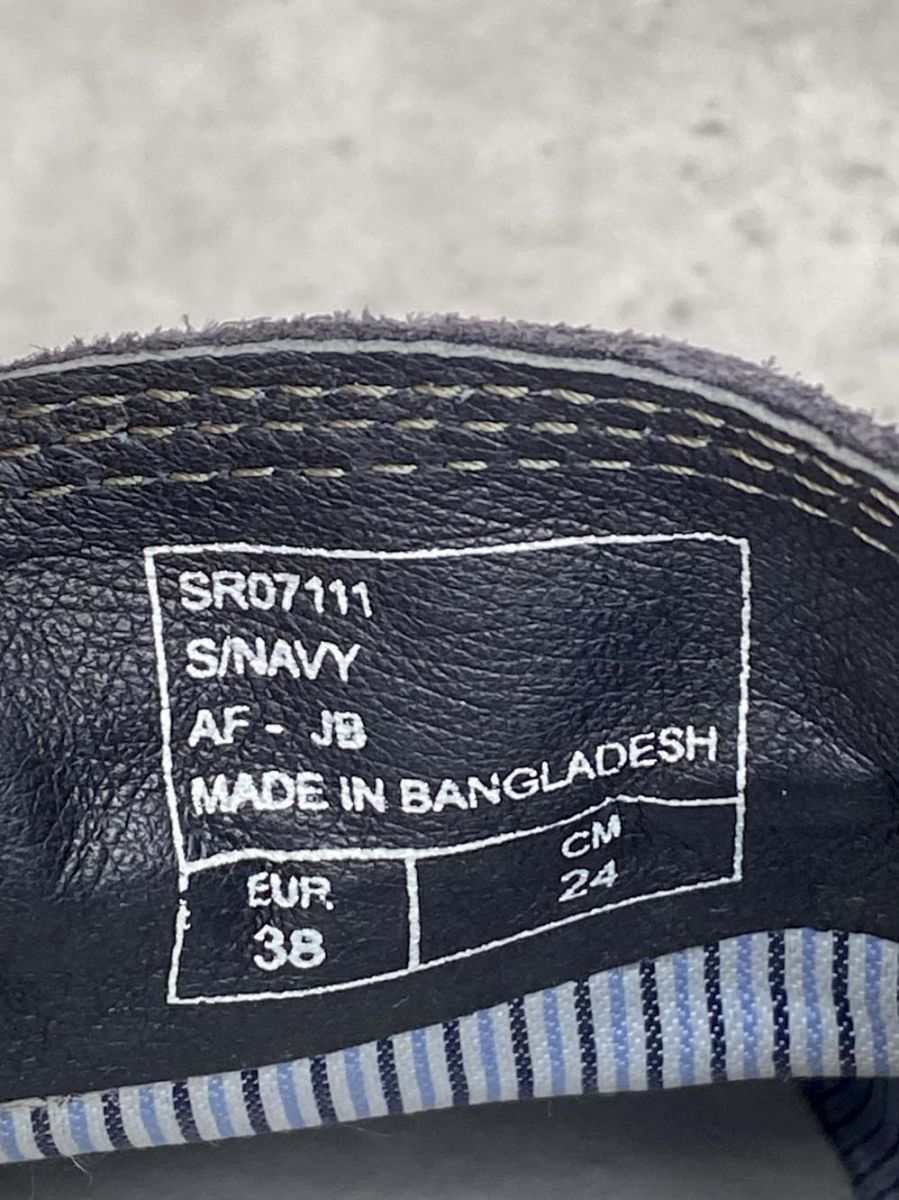 SR07111
S/NAVY
AF - JB
MADE IN BANGLADESH
EUR. CM
38 24